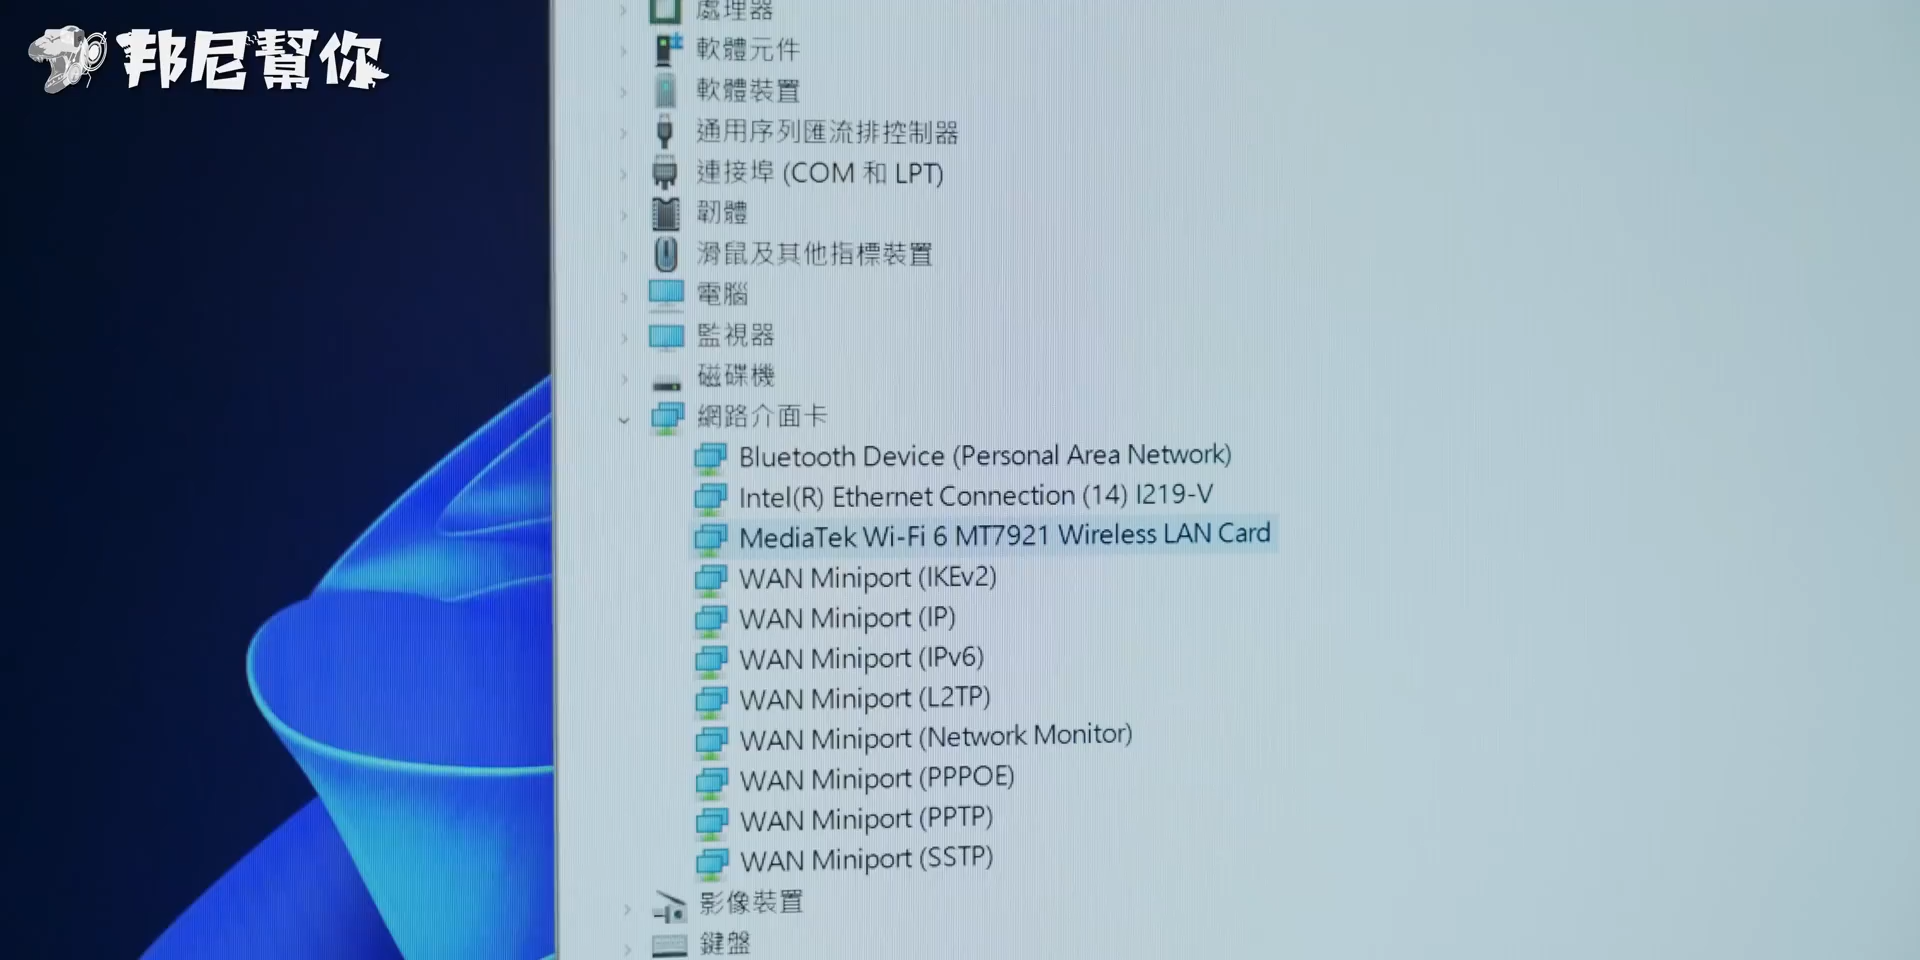 邦尼幫你
處理器
軟體元件
軟體裝置
通用序列匯流排控制器
連接埠 (COM 和 LPT)
韌體
滑鼠及其他指標裝置
電腦
監視器
磁碟機
網路介面卡
Bluetooth Device (Personal Area Network)
Intel(R) Ethernet Connection (14) I219-V
MediaTek Wi-Fi 6 MT7921 Wireless LAN Card
WAN Miniport (IKEv2)
WAN Miniport (IP)
WAN Miniport (IPv6)
WAN Miniport (L2TP)
WAN Miniport (Network Monitor)
WAN Miniport (PPPOE)
WAN Miniport (PPTP)
WAN Miniport (SSTP)
影像裝置
鍵盤